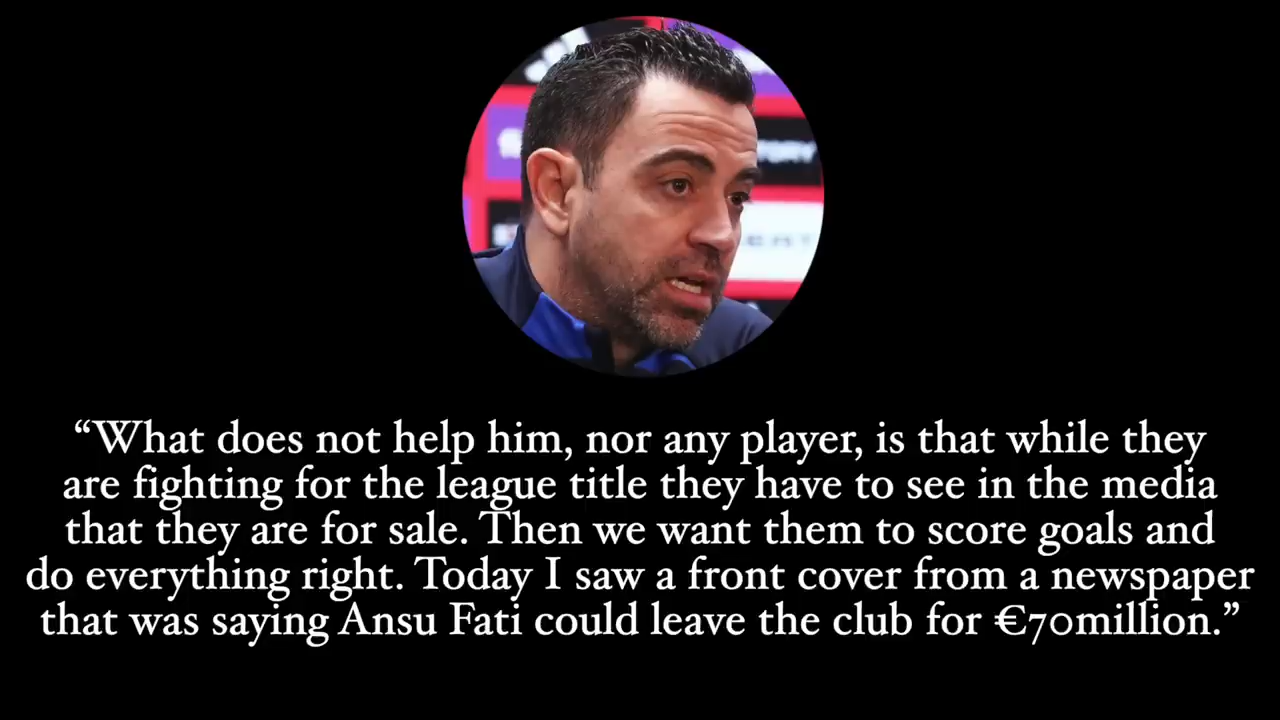 “What does not help him, nor any player, is that while they
are fighting for the league title they have to see in the media
that they are for sale. Then we want them to score goals and
do everything right. Today I saw a front cover from a newspaper
that was saying Ansu Fati could leave the club for €70million.”